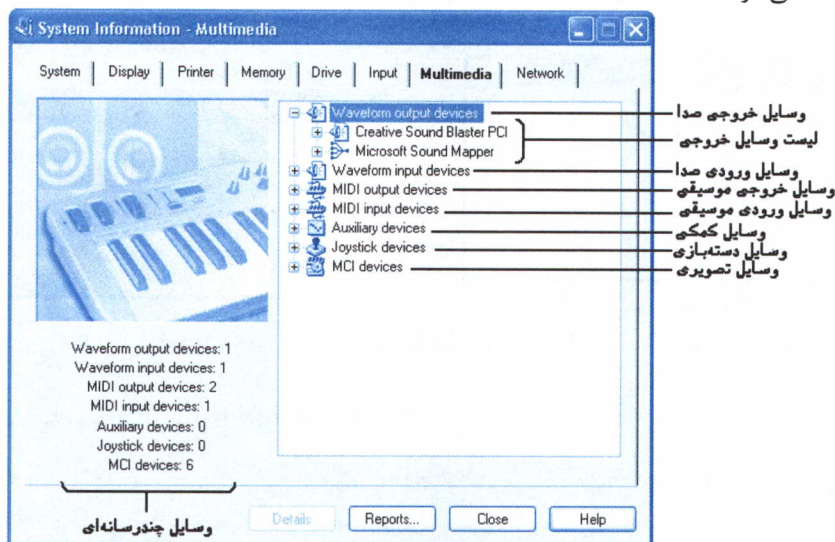 System Information - Multimedia
System Display Printer Memory Drive Input Multimedia Network
Waveform output devices
Creative Sound Blaster PCI
Microsoft Sound Mapper
Waveform input devices
MIDI output devices
MIDI input devices
Auxiliary devices
Joystick devices
MCI devices
وسایل خروجی صدا
لیست وسایل خروجی
وسایل ورودی صدا
وسایل خروجی موسیقی
وسایل ورودی موسیقی
وسایل کمکی
وسایل دسته‌بازی
وسایل تصویری
Waveform output devices: 1
Waveform input devices: 1
MIDI output devices: 2
MIDI input devices: 1
Auxiliary devices: 0
Joystick devices: 0
MCI devices: 6
وسایل چندرسانه‌ای
Details Reports... Close Help